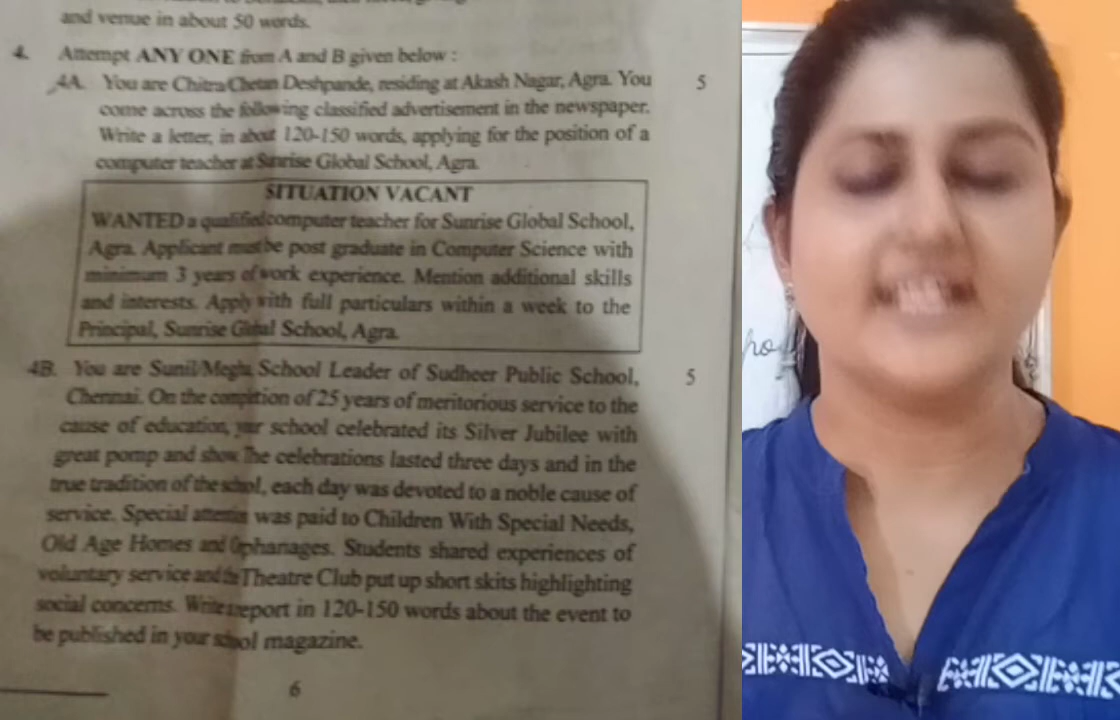 and venue in about 50 words.
4. Attempt ANY ONE from A and B given below :
4A. You are Chitra/Chetan Deshpande, residing at Akash Nagar, Agra. You 5
come across the following classified advertisement in the newspaper.
Write a letter, in about 120-150 words, applying for the position of a
computer teacher at Sunrise Global School, Agra.
SITUATION VACANT
WANTED a qualified computer teacher for Sunrise Global School,
Agra. Applicant must be post graduate in Computer Science with
minimum 3 years of work experience. Mention additional skills
and interests. Apply with full particulars within a week to the
Principal, Sunrise Global School, Agra.
4B. You are Sunil/Megha, School Leader of Sudheer Public School, 5
Chennai. On the completion of 25 years of meritorious service to the
cause of education, your school celebrated its Silver Jubilee with
great pomp and show. The celebrations lasted three days and in the
true tradition of the school, each day was devoted to a noble cause of
service. Special attention was paid to Children With Special Needs,
Old Age Homes and Orphanages. Students shared experiences of
voluntary service and the Theatre Club put up short skits highlighting
social concerns. Write report in 120-150 words about the event to
be published in your school magazine.
6
ho